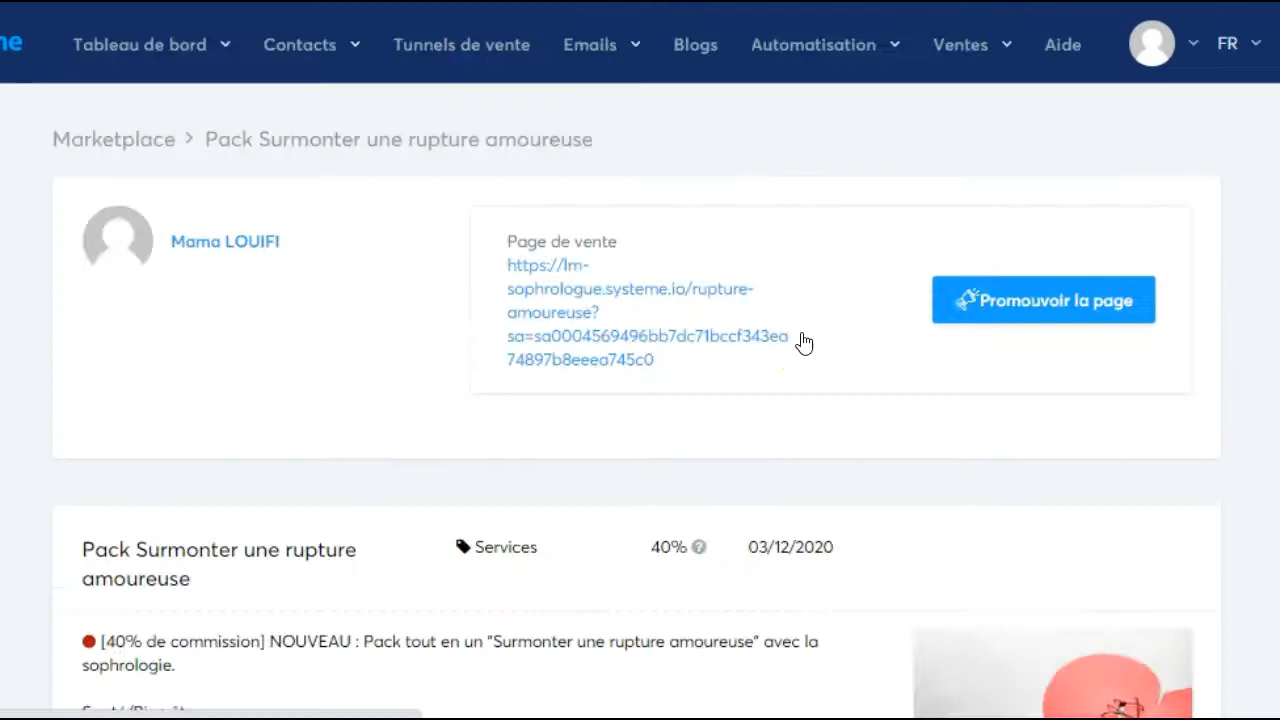 Tableau de bord Contacts Tunnels de vente Emails Blogs Automatisation Ventes Aide FR
Marketplace > Pack Surmonter une rupture amoureuse
Mama LOUIFI
Page de vente
https://lm-
sophrologue.systeme.io/rupture-
amoureuse?
sa=sa0004569496bb7dc71bccf343ea
74897b8eeea745c0
Promouvoir la page
Pack Surmonter une rupture
amoureuse
Services
40%
03/12/2020
[40% de commission] NOUVEAU : Pack tout en un "Surmonter une rupture amoureuse" avec la
sophrologie.